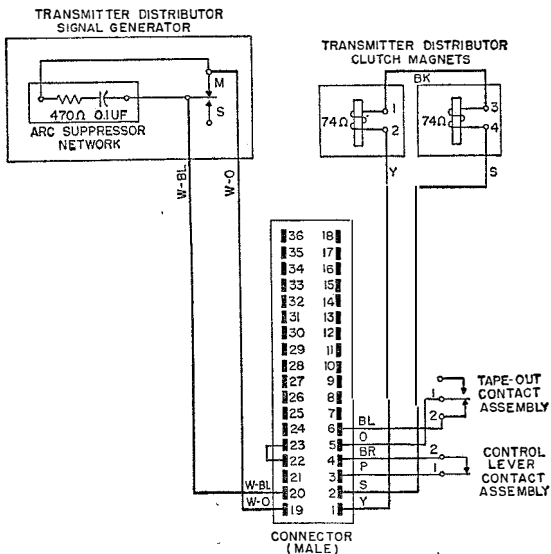 TRANSMITTER DISTRIBUTOR
SIGNAL GENERATOR
M
S
470Ω 0.1UF
ARC SUPPRESSOR
NETWORK
TRANSMITTER DISTRIBUTOR
CLUTCH MAGNETS
BK
74Ω
1
2
74Ω
3
4
W-BL
W-O
Y
S
36 18
35 17
34 16
33 15
32 14
31 13
30 12
29 11
28 10
27 9
26 8
25 7
24 6 BL
23 5 O
22 4 BR
21 3 P
W-BL 20 2 S
W-O 19 1 Y
1
2
TAPE-OUT
CONTACT
ASSEMBLY
2
1
CONTROL
LEVER
CONTACT
ASSEMBLY
CONNECTOR
(MALE)